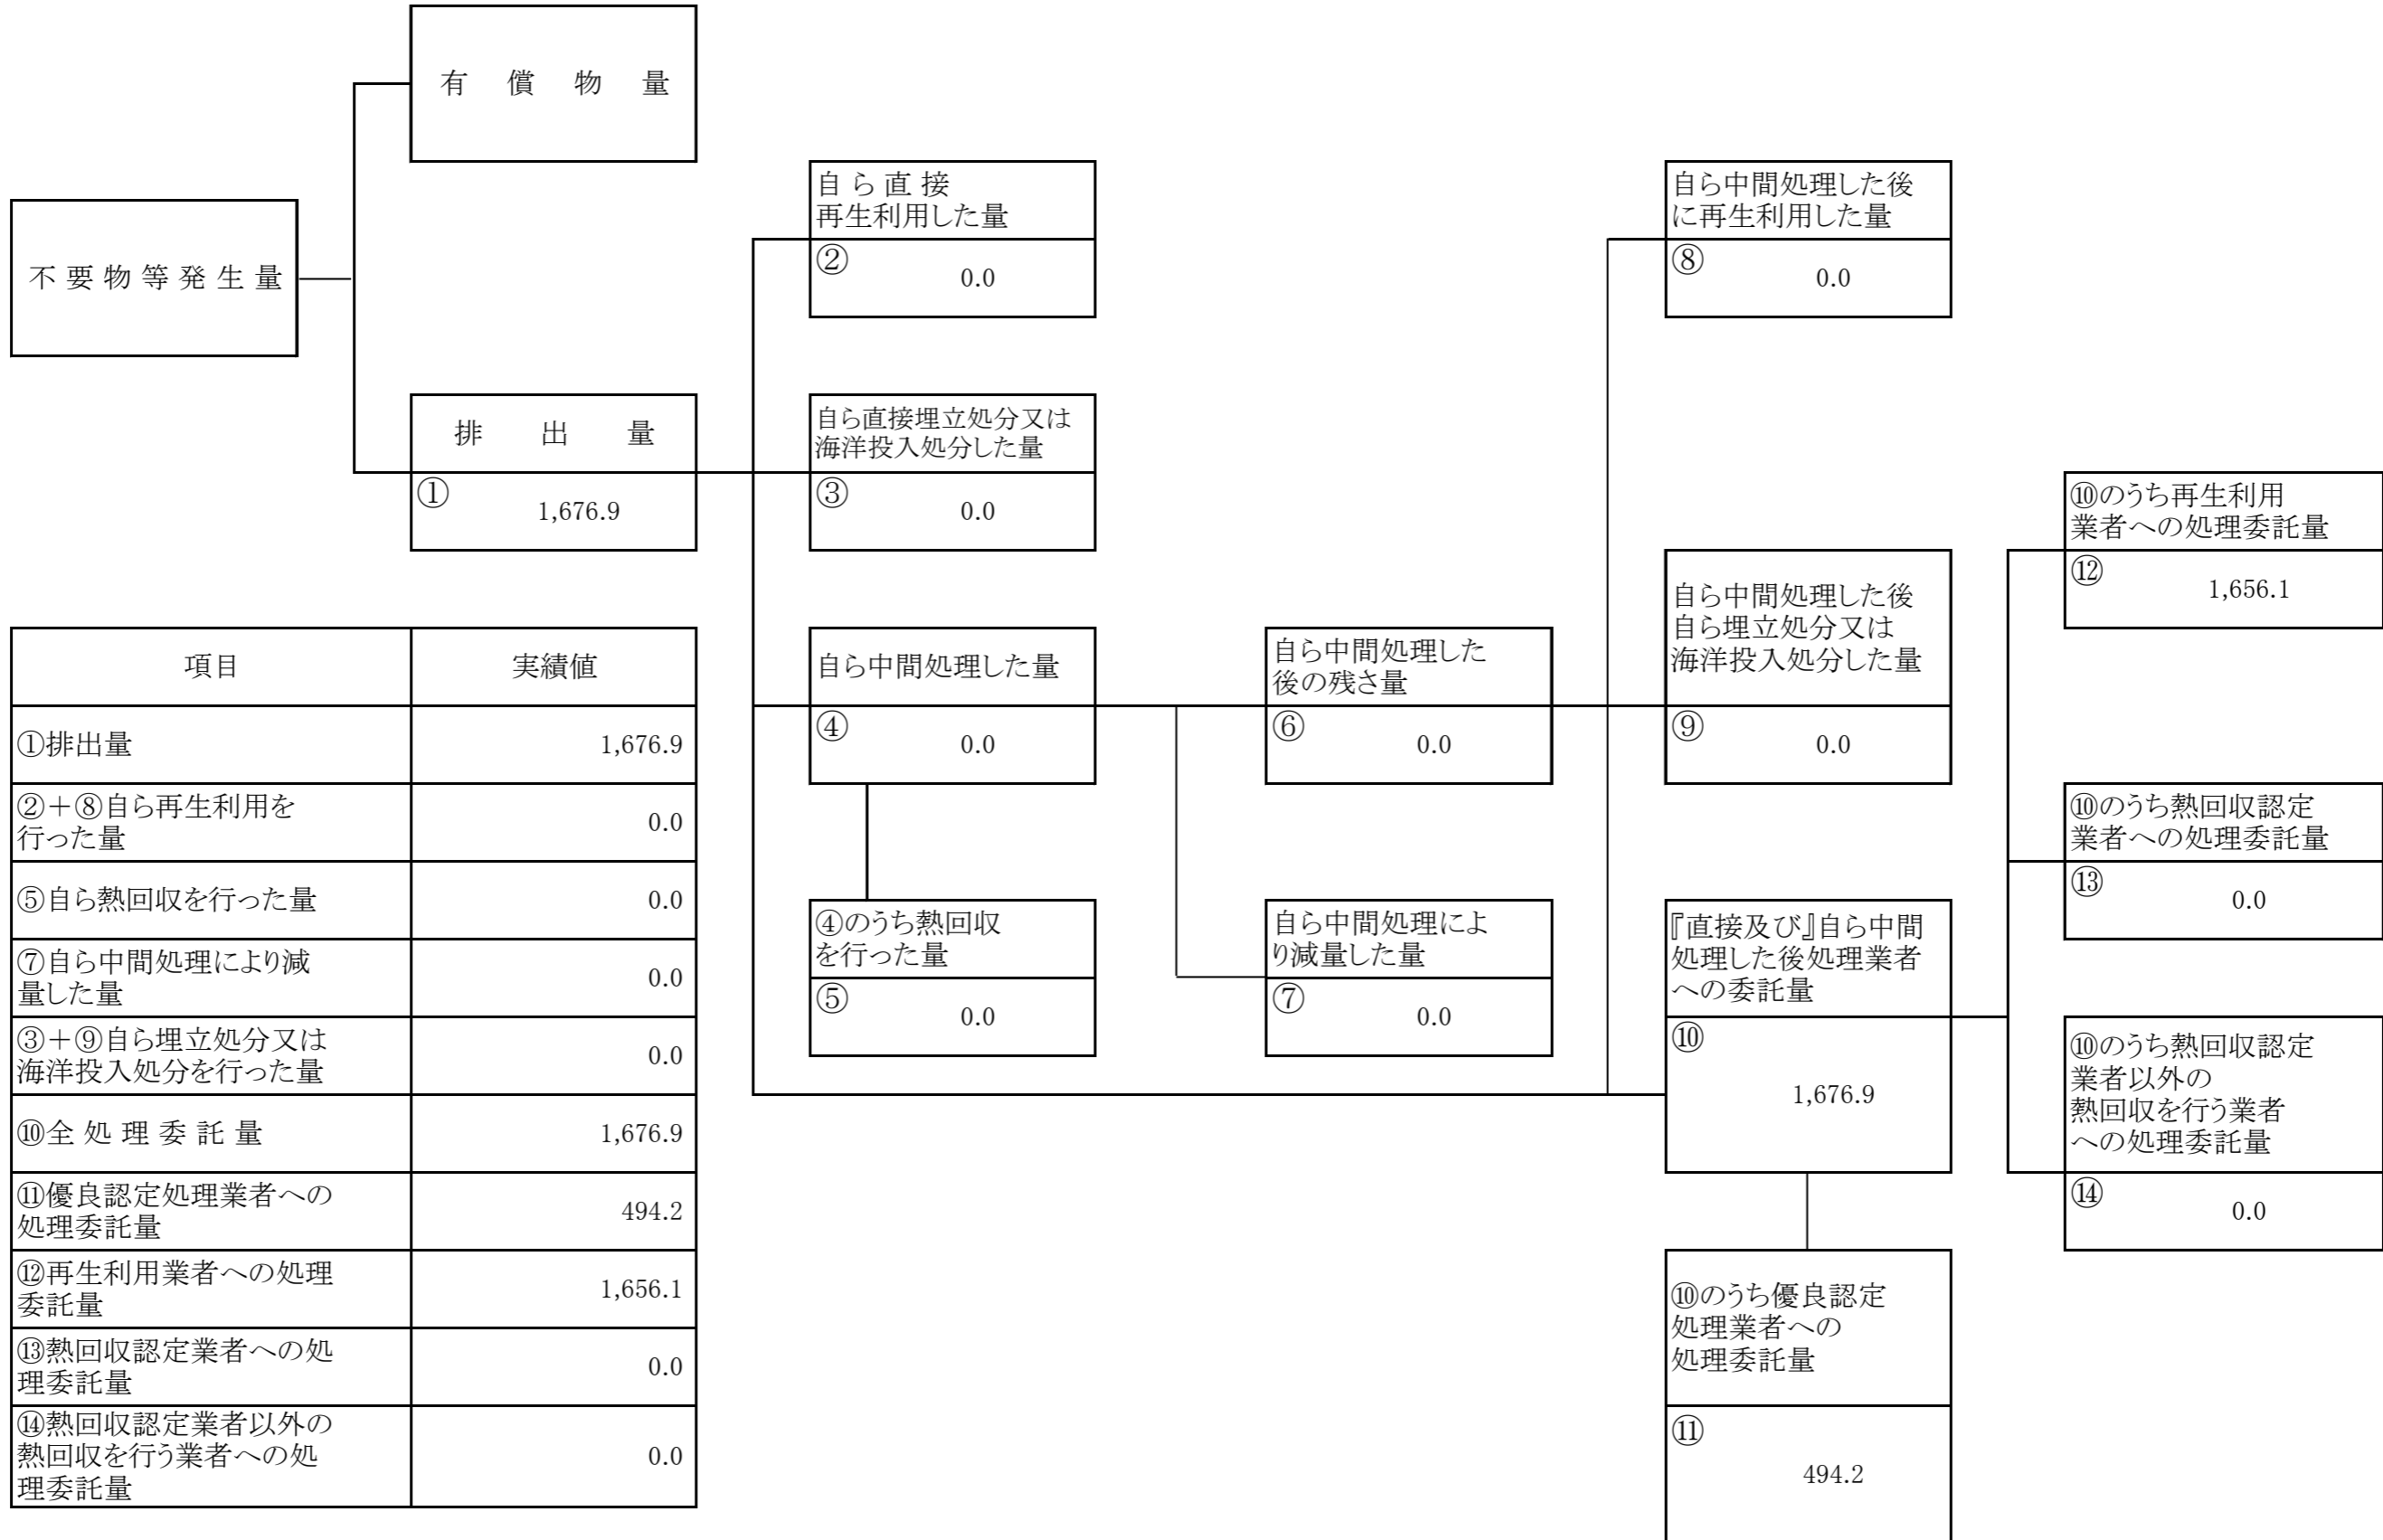 有償物量
不要物等発生量
排出量
①
1,676.9
自ら直接
再生利用した量
②
0.0
自ら直接埋立処分又は
海洋投入処分した量
③
0.0
自ら中間処理した量
④
0.0
④のうち熱回収
を行った量
⑤
0.0
自ら中間処理した
後の残さ量
⑥
0.0
自ら中間処理によ
り減量した量
⑦
0.0
自ら中間処理した後
に再生利用した量
⑧
0.0
自ら中間処理した後
自ら埋立処分又は
海洋投入処分した量
⑨
0.0
『直接及び』自ら中間
処理した後処理業者
への委託量
⑩
1,676.9
⑩のうち優良認定
処理業者への
処理委託量
⑪
494.2
⑩のうち再生利用
業者への処理委託量
⑫
1,656.1
⑩のうち熱回収認定
業者への処理委託量
⑬
0.0
⑩のうち熱回収認定
業者以外の
熱回収を行う業者
への処理委託量
⑭
0.0
項目 実績値
①排出量 1,676.9
②＋⑧自ら再生利用を
行った量 0.0
⑤自ら熱回収を行った量 0.0
⑦自ら中間処理により減
量した量 0.0
③＋⑨自ら埋立処分又は
海洋投入処分を行った量 0.0
⑩全処理委託量 1,676.9
⑪優良認定処理業者への
処理委託量 494.2
⑫再生利用業者への処理
委託量 1,656.1
⑬熱回収認定業者への処
理委託量 0.0
⑭熱回収認定業者以外の
熱回収を行う業者への処
理委託量 0.0